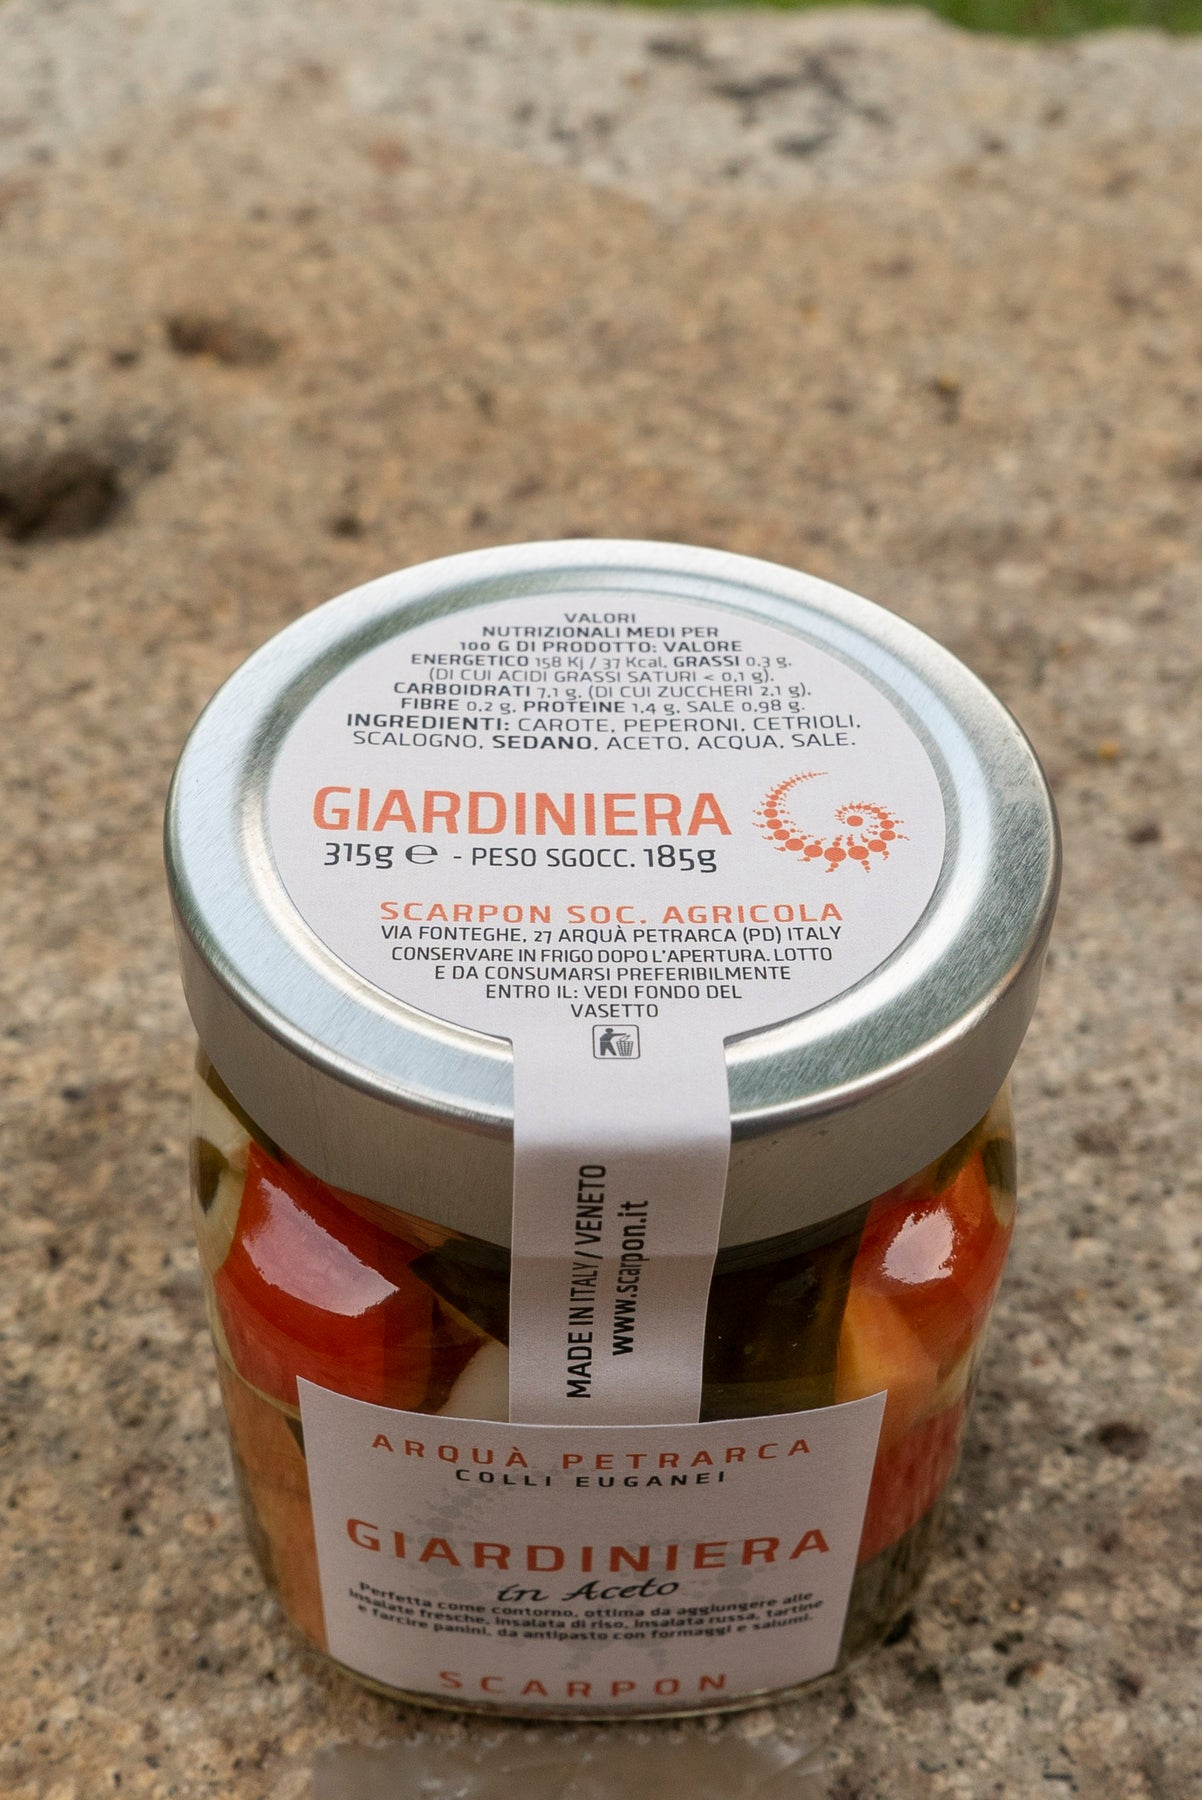 VALORI
NUTRIZIONALI MEDI PER
100 G DI PRODOTTO: VALORE
ENERGETICO 158 Kj / 37 Kcal, GRASSI 0,3 g.
(DI CUI ACIDI GRASSI SATURI < 0,1 g).
CARBOIDRATI 7,1 g. (DI CUI ZUCCHERI 2,1 g).
FIBRE 0,2 g, PROTEINE 1,4 g, SALE 0,98 g.
INGREDIENTI: CAROTE, PEPERONI, CETRIOLI,
SCALOGNO, SEDANO, ACETO, ACQUA, SALE.
GIARDINIERA
315g ℮ - PESO SGOCC. 185g
SCARPON SOC. AGRICOLA
VIA FONTEGHE, 27 ARQUÀ PETRARCA (PD) ITALY
CONSERVARE IN FRIGO DOPO L'APERTURA. LOTTO
E DA CONSUMARSI PREFERIBILMENTE
ENTRO IL: VEDI FONDO DEL
VASETTO
MADE IN ITALY / VENETO
www.scarpon.it
ARQUÀ PETRARCA
COLLI EUGANEI
GIARDINIERA
in Aceto
Perfetta come contorno, ottima da aggiungere alle
insalate fresche, insalata di riso, insalata russa, tartine
e farcire panini, da antipasto con formaggi e salumi.
SCARPON